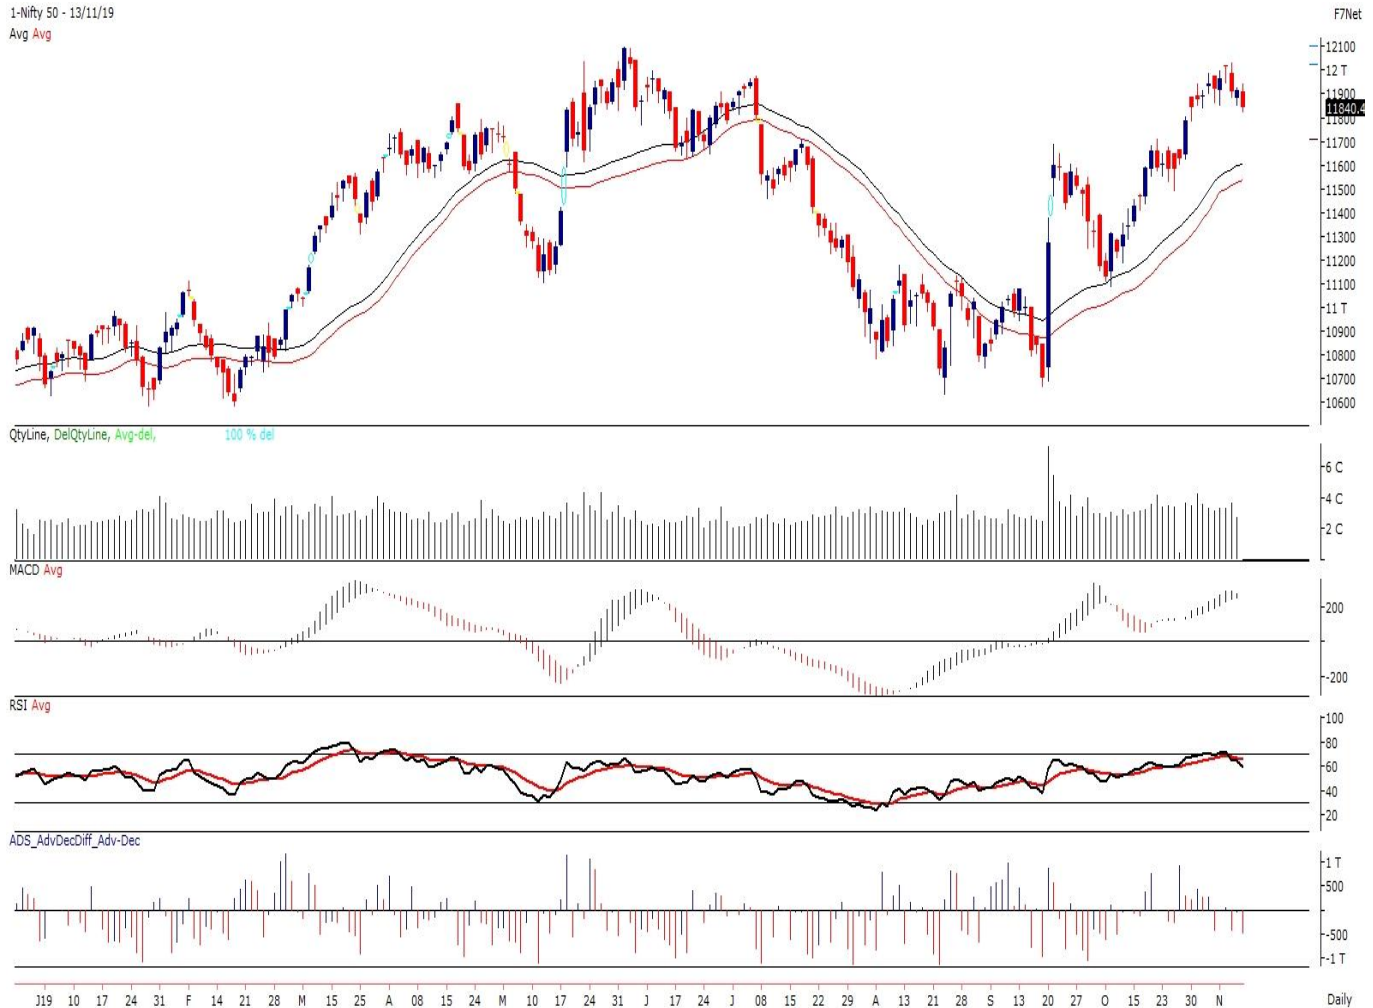 1-Nifty 50 - 13/11/19
F7Net
Avg Avg
12100
12 T
11900
11840.4
11800
11700
11600
11500
11400
11300
11200
11100
11 T
10900
10800
10700
10600
QtyLine, DelQtyLine, Avg-del, 100 % del
6 C
4 C
2 C
MACD Avg
200
-200
RSI Avg
100
80
60
40
20
ADS_AdvDecDiff_Adv-Dec
1 T
500
-500
-1 T
J19 10 17 24 31 F 14 21 28 M 15 25 A 08 15 22 M 10 17 24 31 J 17 24 J 08 15 22 29 A 13 21 28 S 13 20 27 O 15 23 30 N Daily